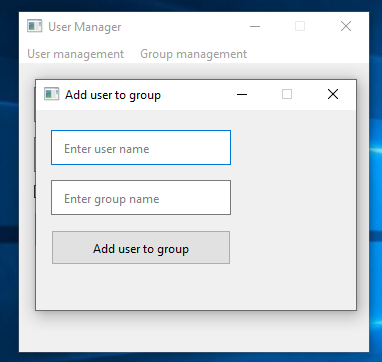 User Manager
User management Group management
Add user to group
Enter user name
Enter group name
Add user to group